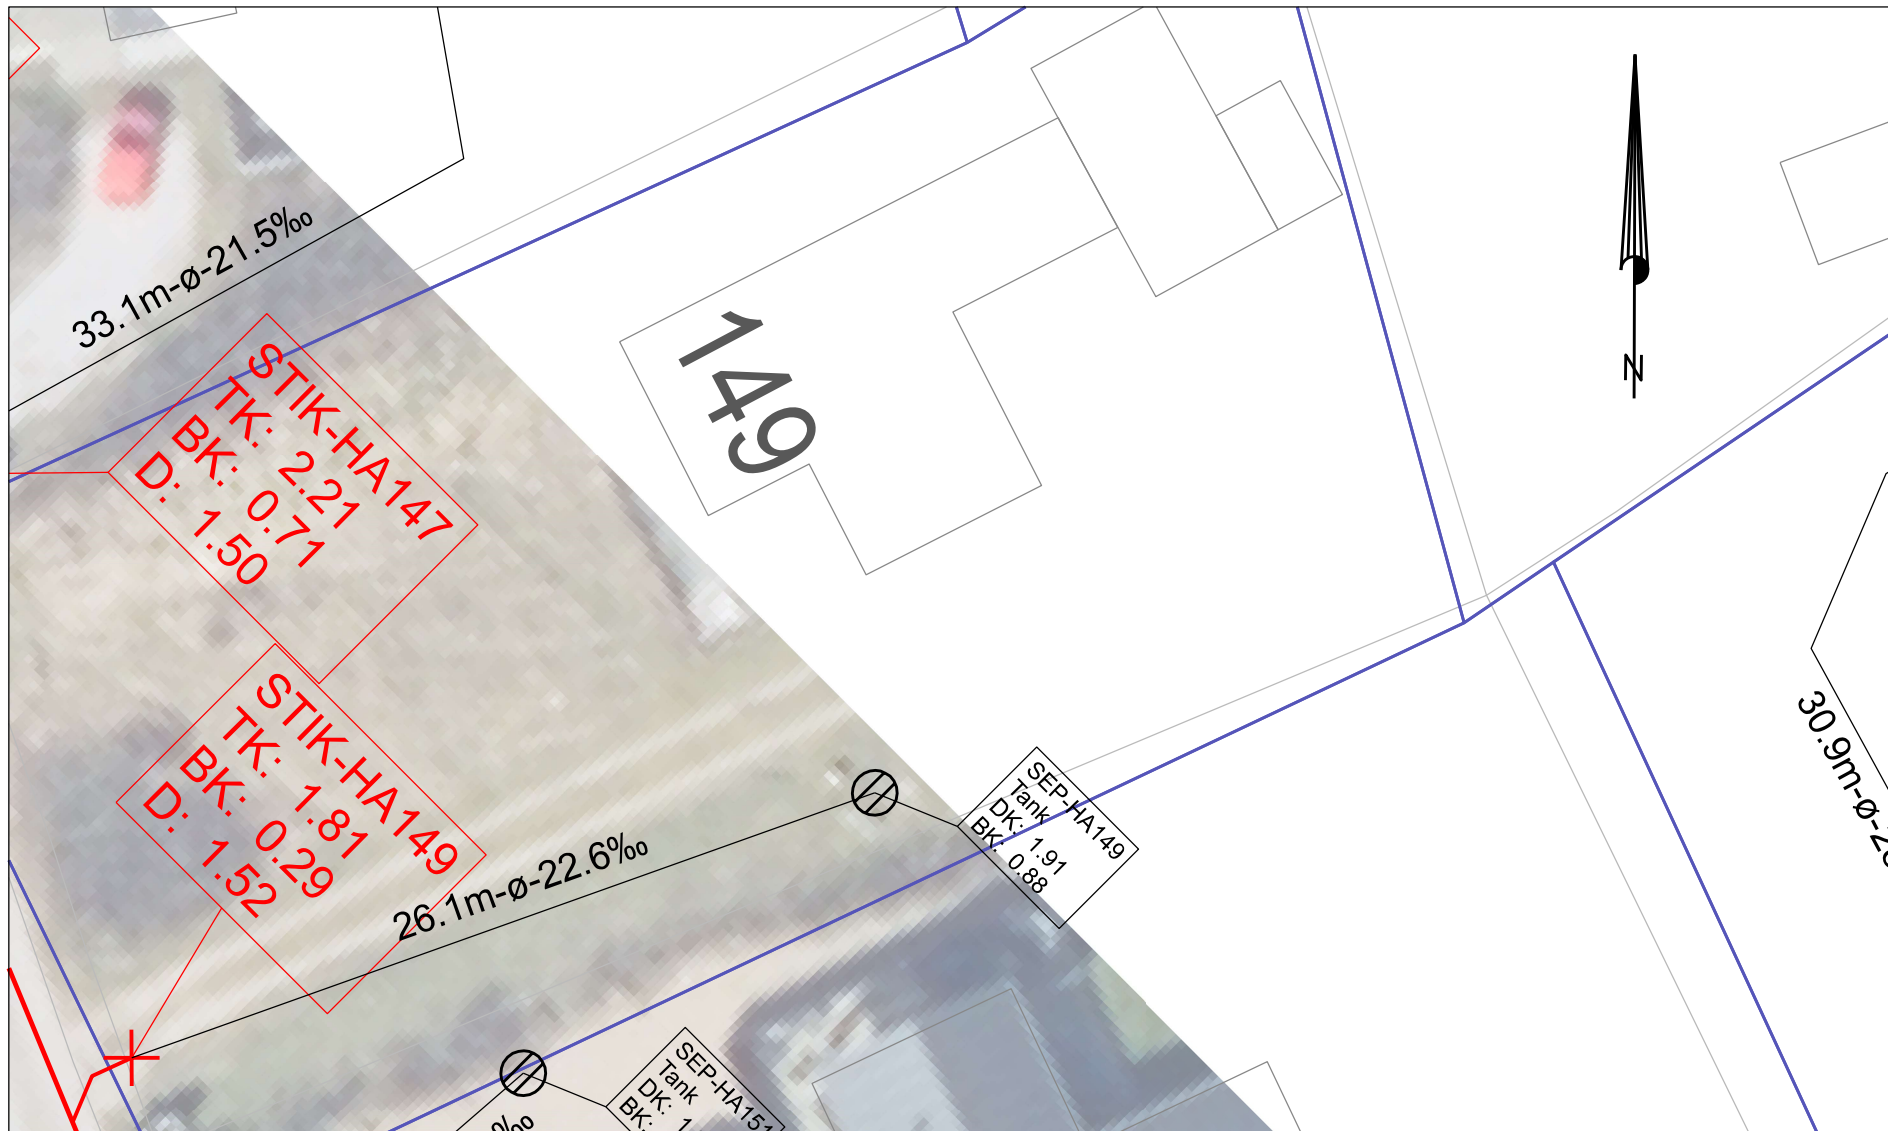 33.1m-ø-21.5‰
STIK-HA147
TK: 2.21
BK: 0.71
D: 1.50
149
N
STIK-HA149
TK: 1.81
BK: 0.29
D: 1.52
26.1m-ø-22.6‰
SEP-HA149
Tank
DK: 1.91
BK: 0.88
30.9m-ø-2
SEP-HA151
Tank
DK: 1
BK:
‰